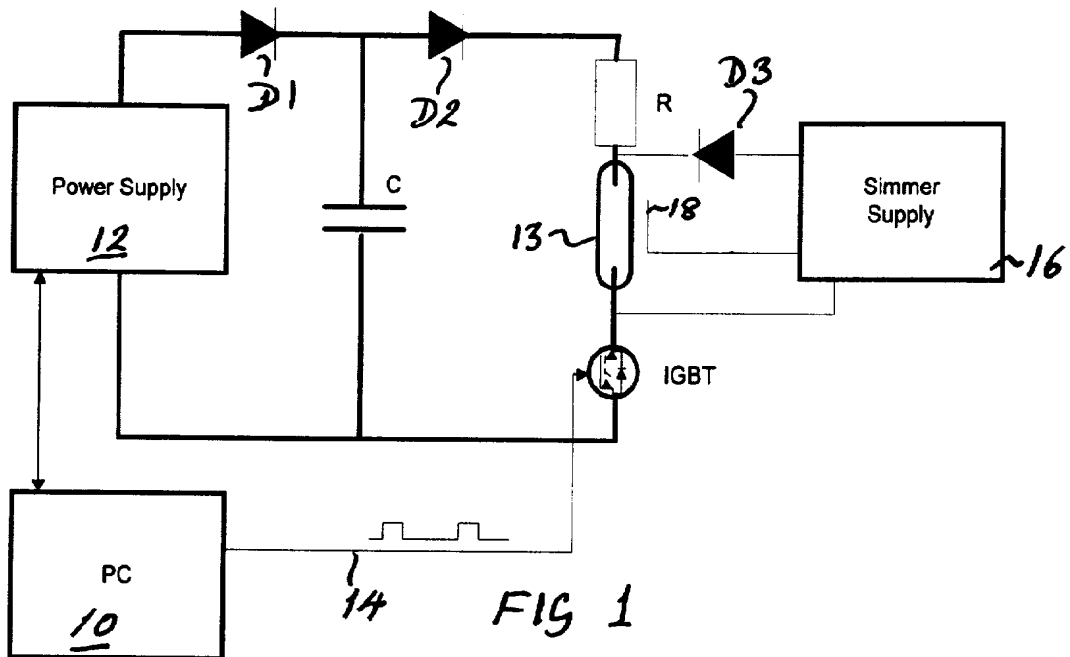 D1
D2
D3
R
C
Power Supply
12
13
18
Simmer
Supply
16
IGBT
PC
10
14
FIG 1